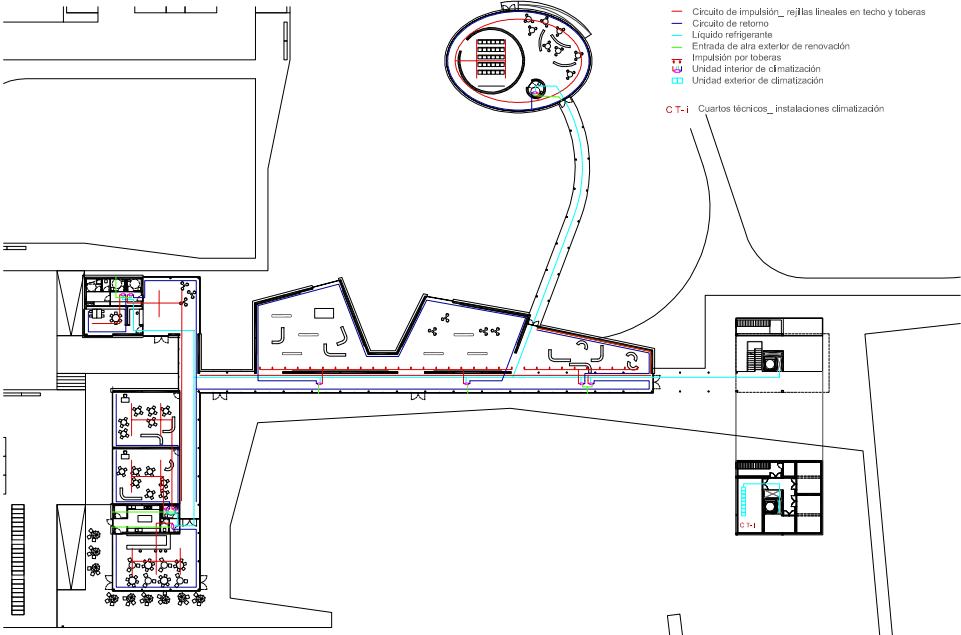 Circuito de impulsión_ rejillas lineales en techo y toberas
Circuito de retorno
Líquido refrigerante
Entrada de aira exterior de renovación
Impulsión por toberas
Unidad interior de climatización
Unidad exterior de climatización
CT-i Cuartos técnicos_ instalaciones climatización
CT-I